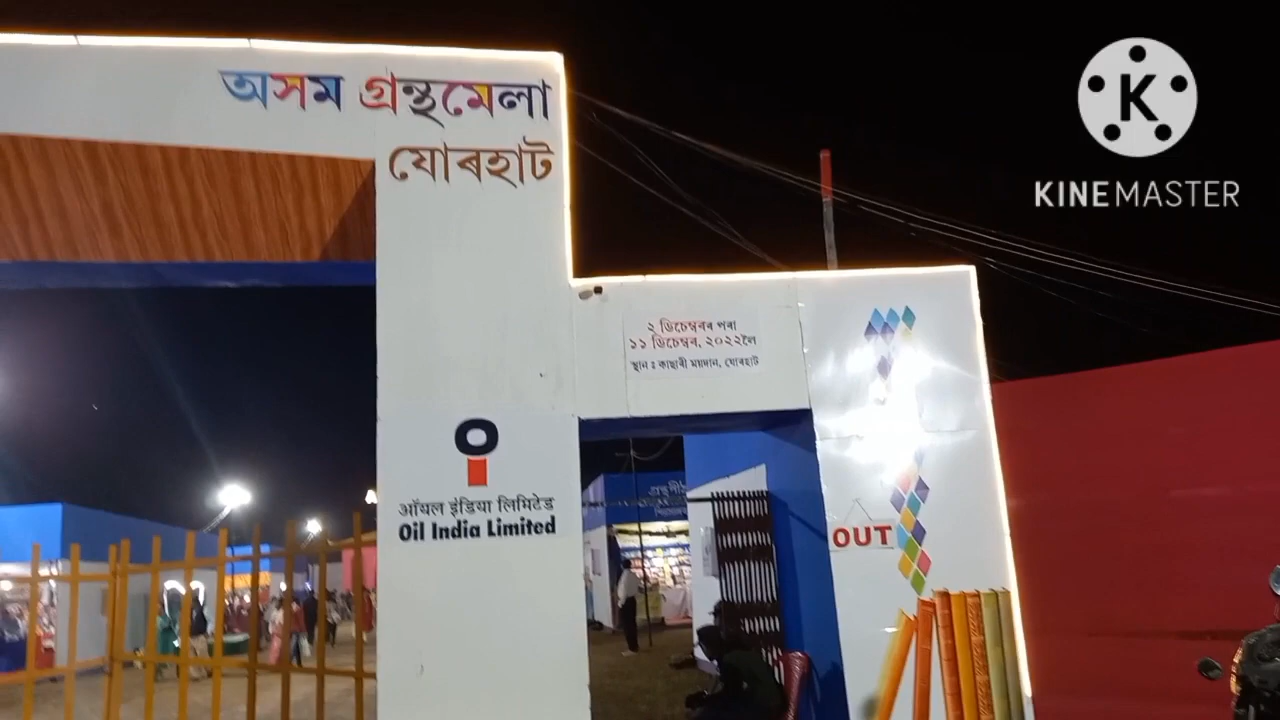 অসম গ্ৰন্থমেলা
যোৰহাট
KINEMASTER
২ ডিচেম্বৰৰ পৰা
১১ ডিচেম্বৰ, ২০২২লৈ
স্থান : কাছাৰী ময়দান, যোৰহাট
ऑयल इंडिया लिमिटेड
Oil India Limited
OUT